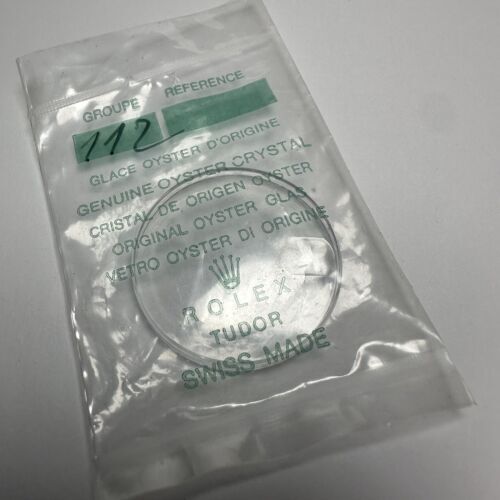 GROUPE REFERENCE
112
GLACE OYSTER D'ORIGINE
GENUINE OYSTER CRYSTAL
CRISTAL DE ORIGEN OYSTER
ORIGINAL OYSTER GLAS
VETRO OYSTER DI ORIGINE
ROLEX
TUDOR
SWISS MADE